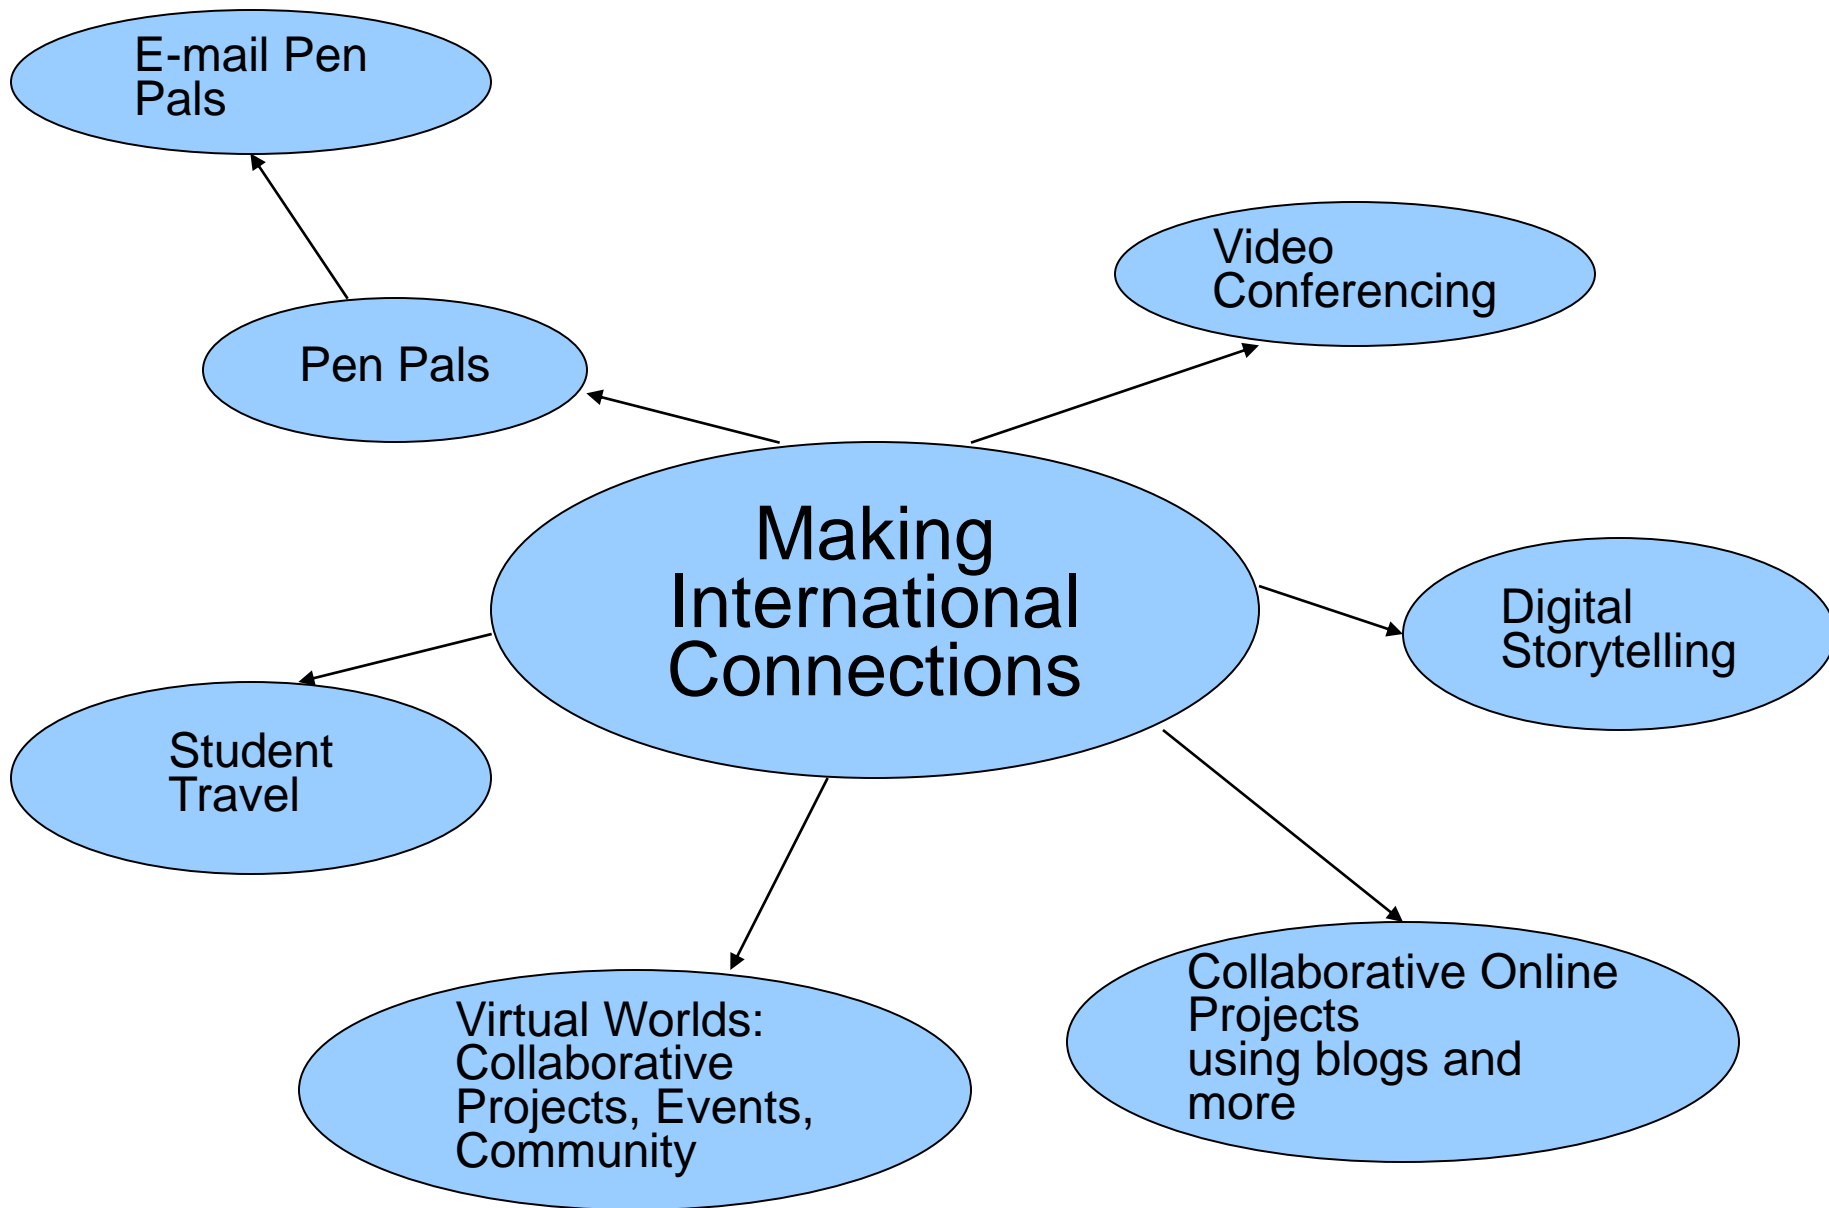 E-mail Pen
Pals
Video
Conferencing
Pen Pals
Making
International
Connections
Digital
Storytelling
Student
Travel
Virtual Worlds:
Collaborative
Projects, Events,
Community
Collaborative Online
Projects
using blogs and
more